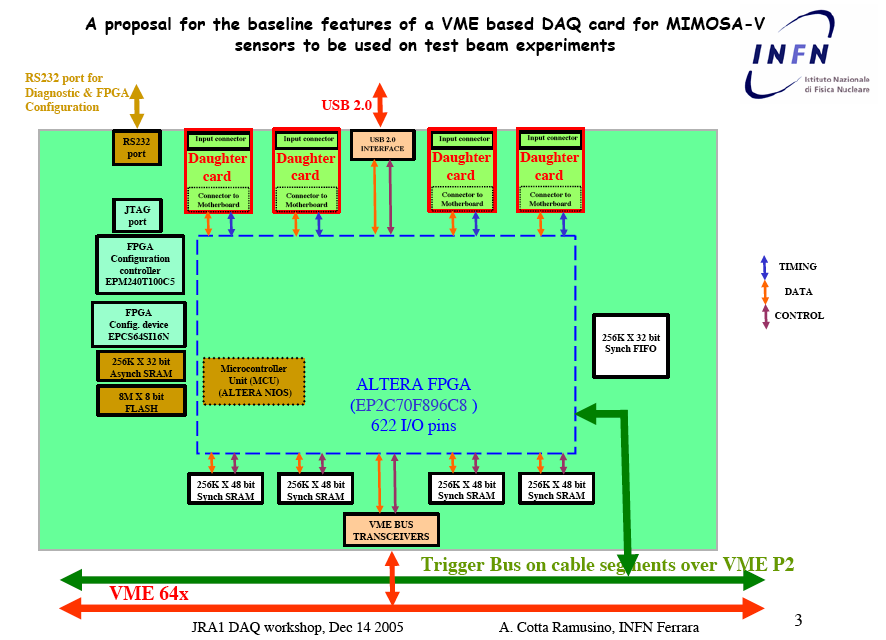 A proposal for the baseline features of a VME based DAQ card for MIMOSA-V
sensors to be used on test beam experiments
INFN
Istituto Nazionale
di Fisica Nucleare
RS232 port for
Diagnostic & FPGA
Configuration
USB 2.0
RS232
port
Input connector
Daughter
card
Connector to
Motherboard
Input connector
Daughter
card
Connector to
Motherboard
USB 2.0
INTERFACE
Input connector
Daughter
card
Connector to
Motherboard
Input connector
Daughter
card
Connector to
Motherboard
JTAG
port
FPGA
Configuration
controller
EPM240T100C5
FPGA
Config. device
EPCS64SI16N
256K X 32 bit
Asynch SRAM
8M X 8 bit
FLASH
Microcontroller
Unit (MCU)
(ALTERA NIOS)
ALTERA FPGA
(EP2C70F896C8 )
622 I/O pins
256K X 32 bit
Synch FIFO
TIMING
DATA
CONTROL
256K X 48 bit
Synch SRAM
256K X 48 bit
Synch SRAM
256K X 48 bit
Synch SRAM
256K X 48 bit
Synch SRAM
VME BUS
TRANSCEIVERS
Trigger Bus on cable segments over VME P2
VME 64x
JRA1 DAQ workshop, Dec 14 2005
A. Cotta Ramusino, INFN Ferrara
3